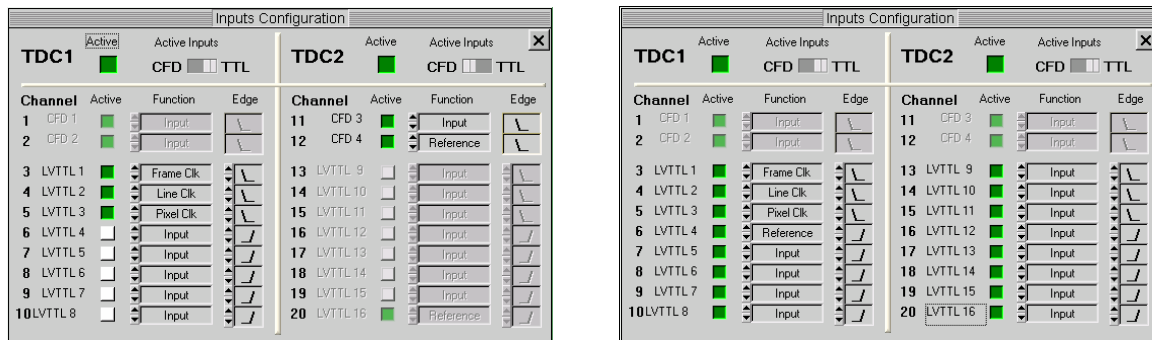 Inputs Configuration
TDC1 Active Active Inputs CFD TTL TDC2 Active Active Inputs CFD TTL
Channel Active Function Edge Channel Active Function Edge
1 CFD 1 Input 11 CFD 3 Input
2 CFD 2 Input 12 CFD 4 Reference
3 LVTTL 1 Frame Clk 13 LVTTL 9 Input
4 LVTTL 2 Line Clk 14 LVTTL 10 Input
5 LVTTL 3 Pixel Clk 15 LVTTL 11 Input
6 LVTTL 4 Input 16 LVTTL 12 Input
7 LVTTL 5 Input 17 LVTTL 13 Input
8 LVTTL 6 Input 18 LVTTL 14 Input
9 LVTTL 7 Input 19 LVTTL 15 Input
10 LVTTL 8 Input 20 LVTTL 16 Reference
Inputs Configuration
TDC1 Active Active Inputs CFD TTL TDC2 Active Active Inputs CFD TTL
Channel Active Function Edge Channel Active Function Edge
1 CFD 1 Input 11 CFD 3 Input
2 CFD 2 Input 12 CFD 4 Input
3 LVTTL 1 Frame Clk 13 LVTTL 9 Input
4 LVTTL 2 Line Clk 14 LVTTL 10 Input
5 LVTTL 3 Pixel Clk 15 LVTTL 11 Input
6 LVTTL 4 Reference 16 LVTTL 12 Input
7 LVTTL 5 Input 17 LVTTL 13 Input
8 LVTTL 6 Input 18 LVTTL 14 Input
9 LVTTL 7 Input 19 LVTTL 15 Input
10 LVTTL 8 Input 20 LVTTL 16 Input